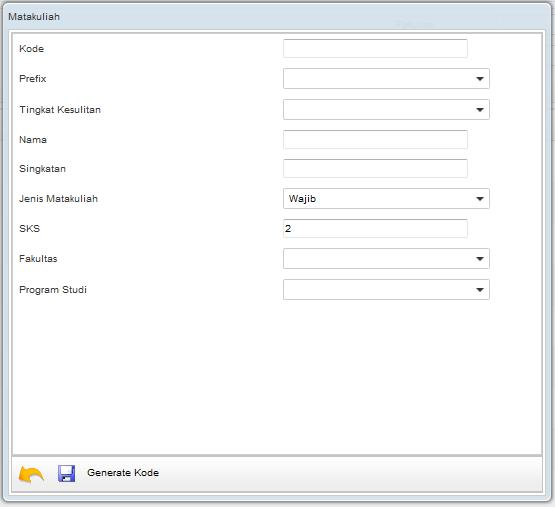 Matakuliah
Kode
Prefix
Tingkat Kesulitan
Nama
Singkatan
Jenis Matakuliah Wajib
SKS 2
Fakultas
Program Studi
Generate Kode